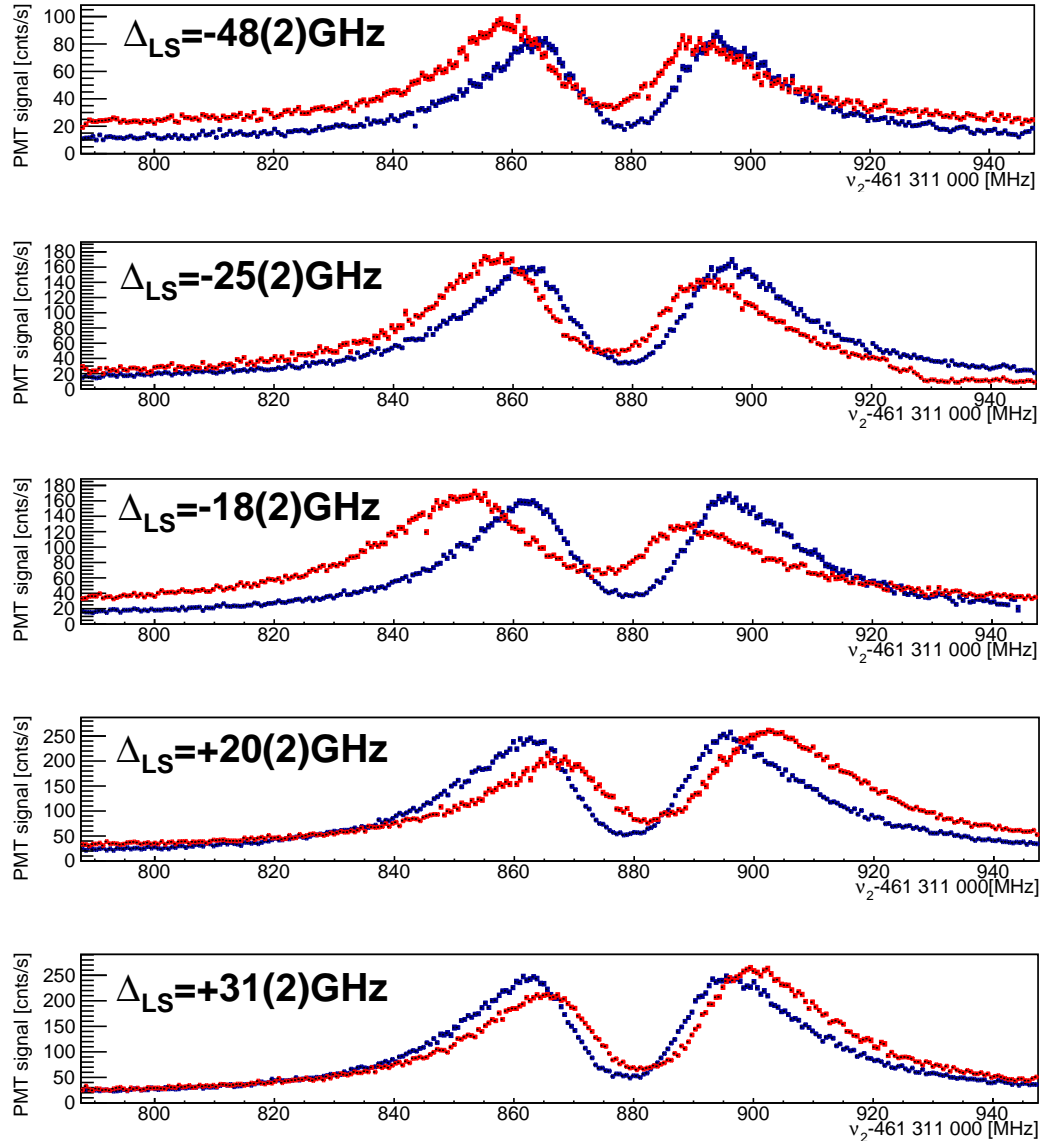 PMT signal [cnts/s]
Δ_LS=-48(2)GHz
100
80
60
40
20
0
800 820 840 860 880 900 920 940
ν_2-461 311 000 [MHz]
PMT signal [cnts/s]
Δ_LS=-25(2)GHz
180
160
140
120
100
80
60
40
20
0
800 820 840 860 880 900 920 940
ν_2-461 311 000 [MHz]
PMT signal [cnts/s]
Δ_LS=-18(2)GHz
180
160
140
120
100
80
60
40
20
0
800 820 840 860 880 900 920 940
ν_2-461 311 000 [MHz]
PMT signal [cnts/s]
Δ_LS=+20(2)GHz
250
200
150
100
50
0
800 820 840 860 880 900 920 940
ν_2-461 311 000[MHz]
PMT signal [cnts/s]
Δ_LS=+31(2)GHz
250
200
150
100
50
0
800 820 840 860 880 900 920 940
ν_2-461 311 000 [MHz]